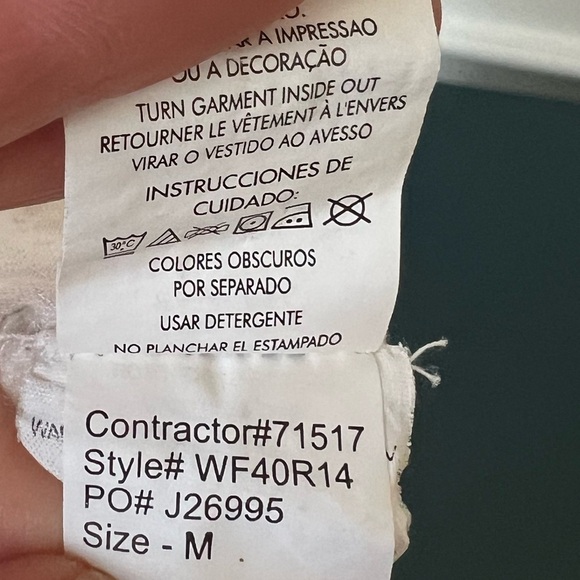 A IMPRESSAO
OU A DECORAÇÃO
TURN GARMENT INSIDE OUT
RETOURNER LE VÊTEMENT À L'ENVERS
VIRAR O VESTIDO AO AVESSO
INSTRUCCIONES DE
CUIDADO:
30°C
COLORES OBSCUROS
POR SEPARADO
USAR DETERGENTE
NO PLANCHAR EL ESTAMPADO
Contractor#71517
Style# WF40R14
PO# J26995
Size - M